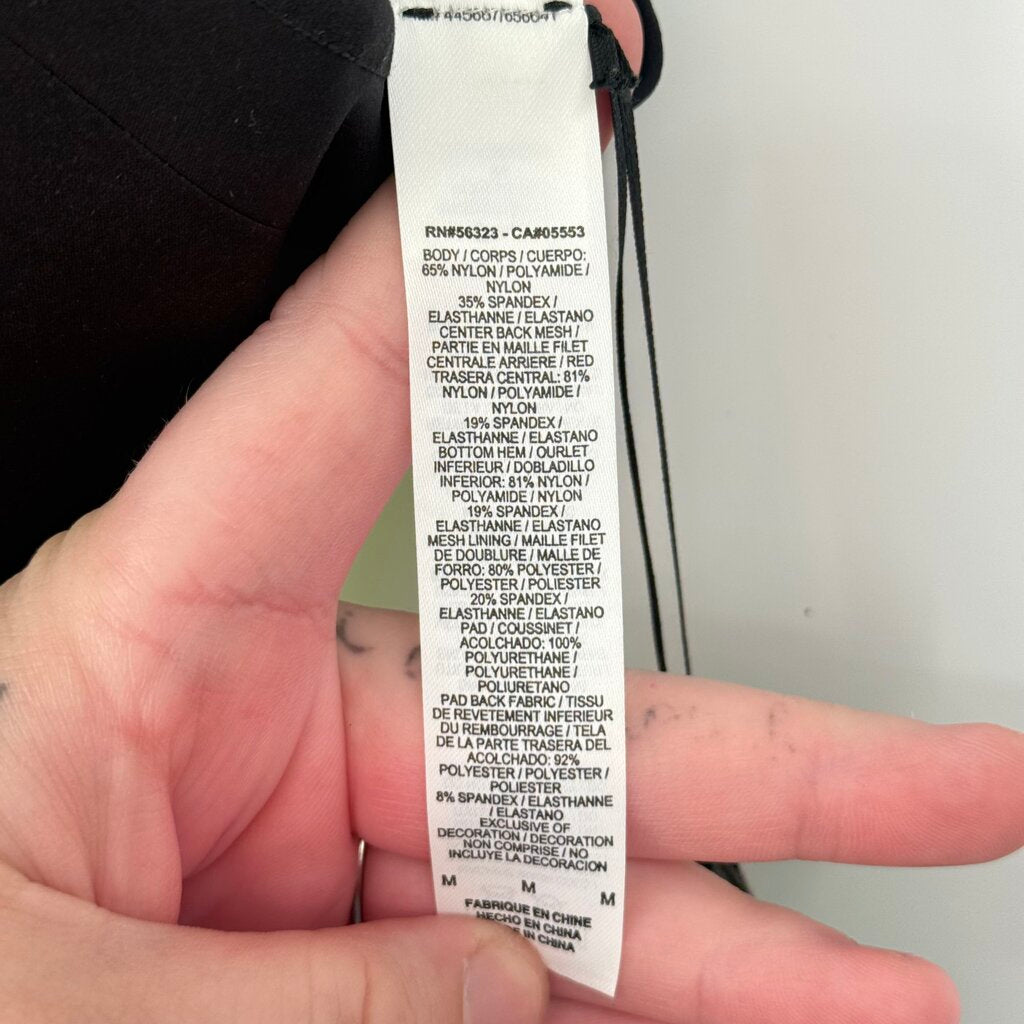 RN#56323 - CA#05553
BODY / CORPS / CUERPO:
65% NYLON / POLYAMIDE /
NYLON
35% SPANDEX /
ELASTHANNE / ELASTANO
CENTER BACK MESH /
PARTIE EN MAILLE FILET
CENTRALE ARRIERE / RED
TRASERA CENTRAL: 81%
NYLON / POLYAMIDE /
NYLON
19% SPANDEX /
ELASTHANNE / ELASTANO
BOTTOM HEM / OURLET
INFERIEUR / DOBLADILLO
INFERIOR: 81% NYLON /
POLYAMIDE / NYLON
19% SPANDEX /
ELASTHANNE / ELASTANO
MESH LINING / MAILLE FILET
DE DOUBLURE / MALLE DE
FORRO: 80% POLYESTER /
POLYESTER / POLIESTER
20% SPANDEX /
ELASTHANNE / ELASTANO
PAD / COUSSINET /
ACOLCHADO: 100%
POLYURETHANE /
POLYURETHANE /
POLIURETANO
PAD BACK FABRIC / TISSU
DE REVETEMENT INFERIEUR
DU REMBOURRAGE / TELA
DE LA PARTE TRASERA DEL
ACOLCHADO: 92%
POLYESTER / POLYESTER /
POLIESTER
8% SPANDEX / ELASTHANNE
/ ELASTANO
EXCLUSIVE OF
DECORATION / DECORATION
NON COMPRISE / NO
INCLUYE LA DECORACION
M M M
FABRIQUE EN CHINE
HECHO EN CHINA
IN CHINA